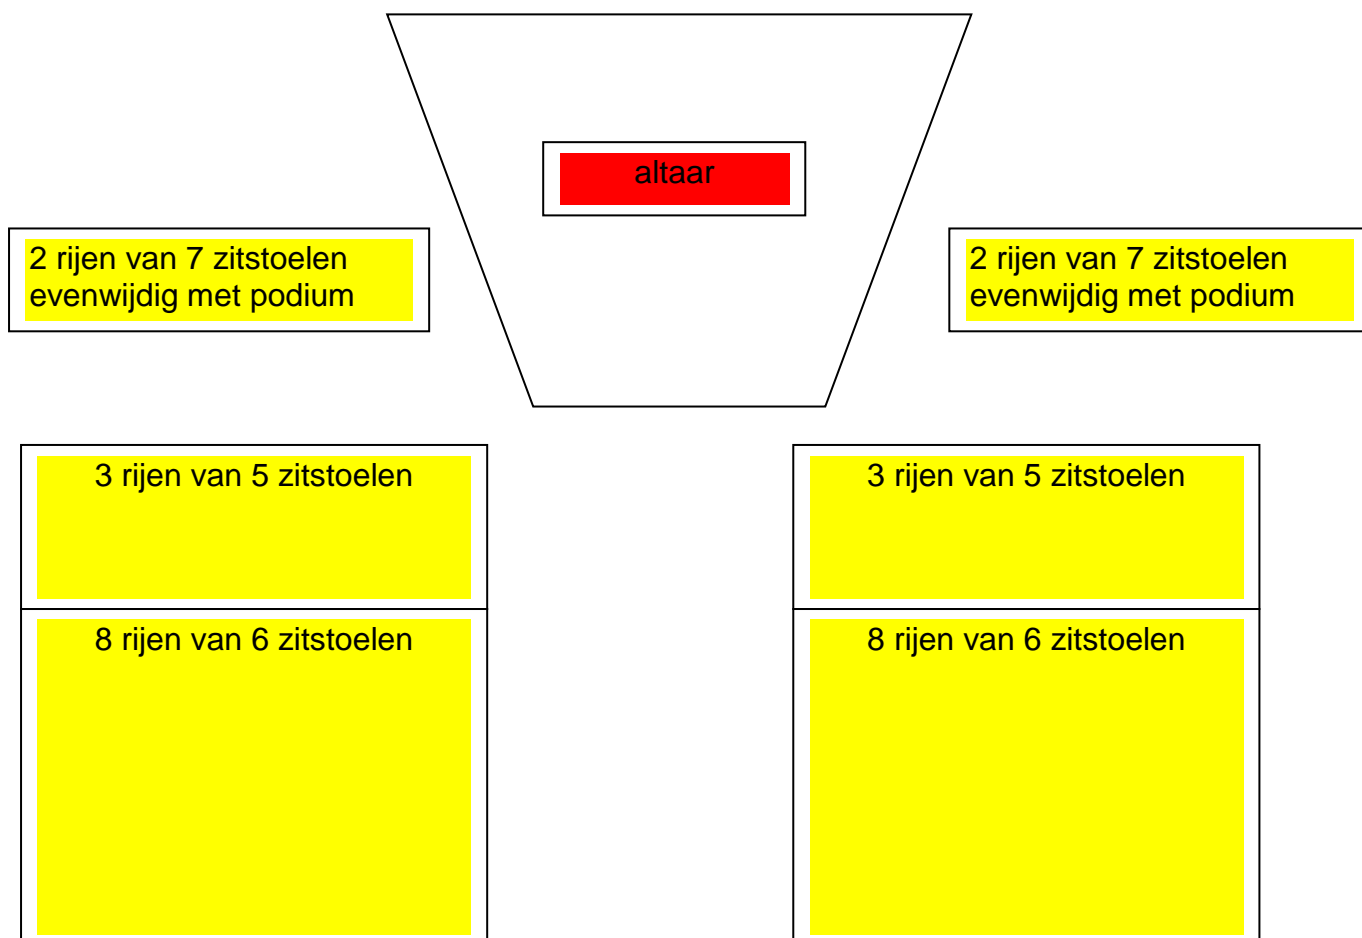 altaar
2 rijen van 7 zitstoelen
evenwijdig met podium
2 rijen van 7 zitstoelen
evenwijdig met podium
3 rijen van 5 zitstoelen
3 rijen van 5 zitstoelen
8 rijen van 6 zitstoelen
8 rijen van 6 zitstoelen